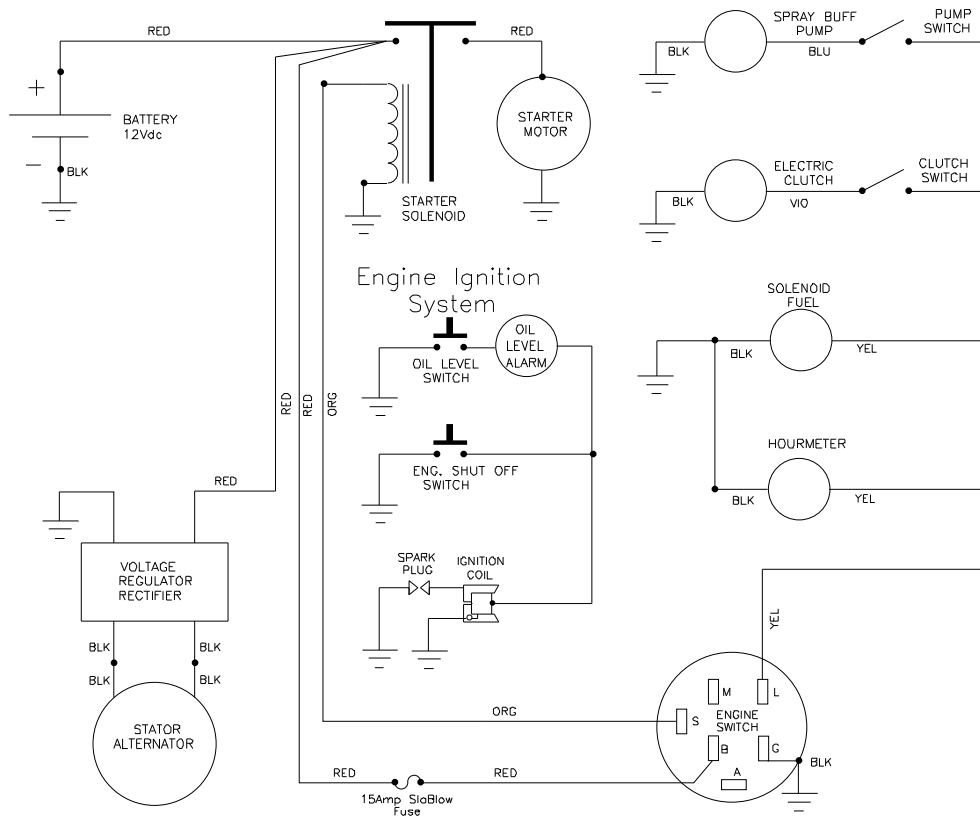 RED
RED
SPRAY BUFF
PUMP
PUMP
SWITCH
BLK
BLU
+
BATTERY
12Vdc
−
BLK
STARTER
MOTOR
STARTER
SOLENOID
ELECTRIC
CLUTCH
CLUTCH
SWITCH
BLK
VIO
Engine Ignition
System
OIL
LEVEL
ALARM
OIL LEVEL
SWITCH
SOLENOID
FUEL
BLK
YEL
RED
RED
ORG
ENG. SHUT OFF
SWITCH
HOURMETER
BLK
YEL
RED
VOLTAGE
REGULATOR
RECTIFIER
SPARK
PLUG
IGNITION
COIL
YEL
BLK
BLK
BLK
BLK
STATOR
ALTERNATOR
ORG
M
L
S
ENGINE
SWITCH
B
G
A
BLK
RED
RED
15Amp SloBlow
Fuse